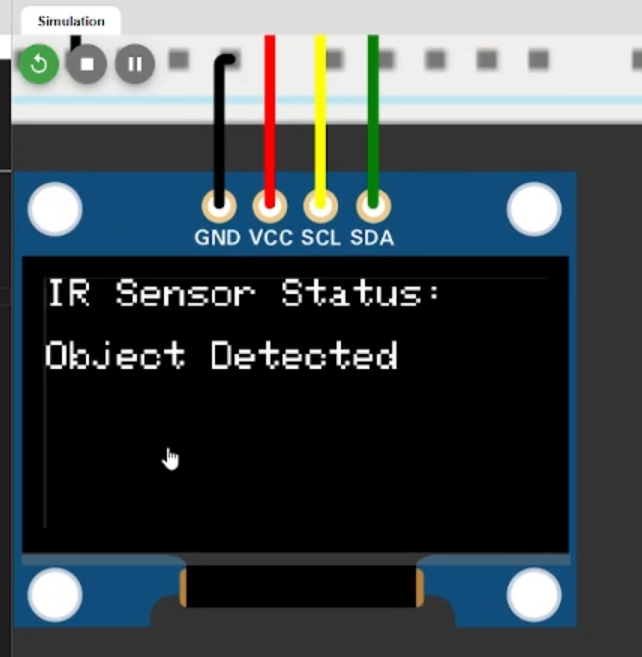 Simulation
GND VCC SCL SDA
IR Sensor Status:
Object Detected